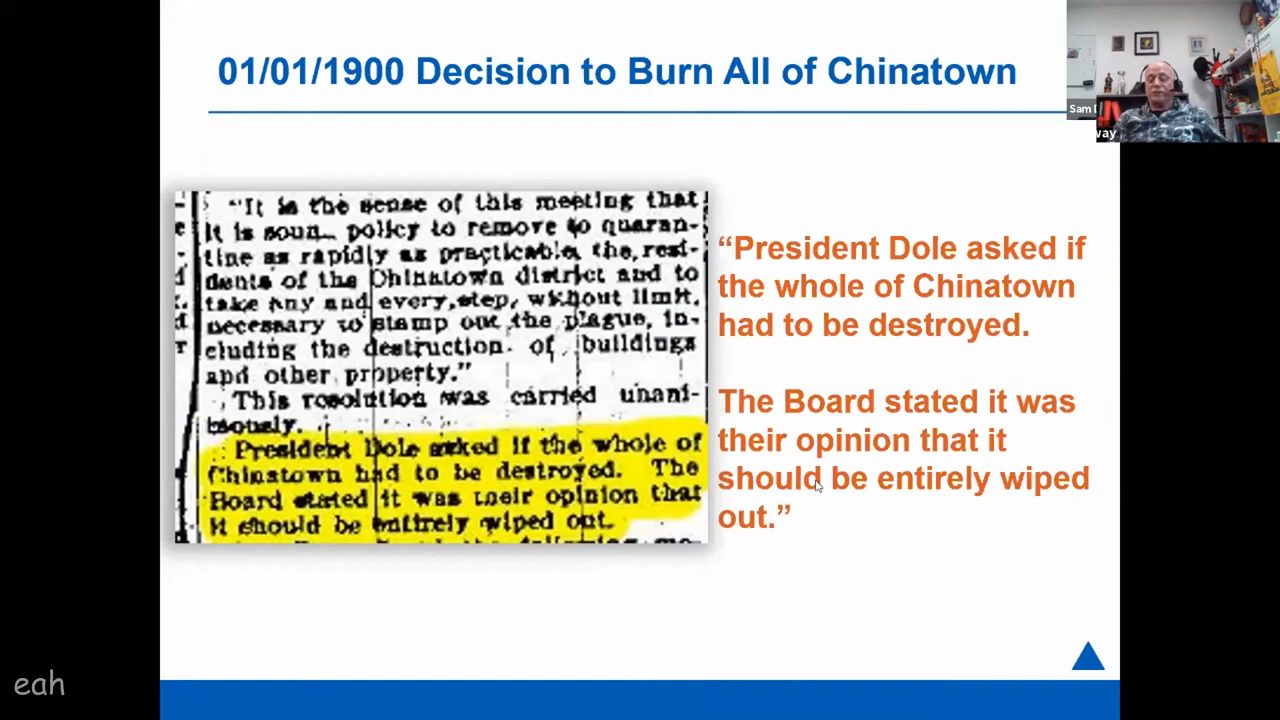 01/01/1900 Decision to Burn All of Chinatown
Sam
way
"It is the sense of this meeting that
it is soun policy to remove to quaran-
tine as rapidly as practicable, the resi-
dents of the Chinatown district and to
take any and every step, without limit,
necessary to stamp out the plague, in-
cluding the destruction of buildings
and other property."
This resolution was carried unani-
mously.
President Dole asked if the whole of
Chinatown had to be destroyed. The
Board stated it was their opinion that
it should be entirely wiped out.
“President Dole asked if
the whole of Chinatown
had to be destroyed.
The Board stated it was
their opinion that it
should be entirely wiped
out.”
eah